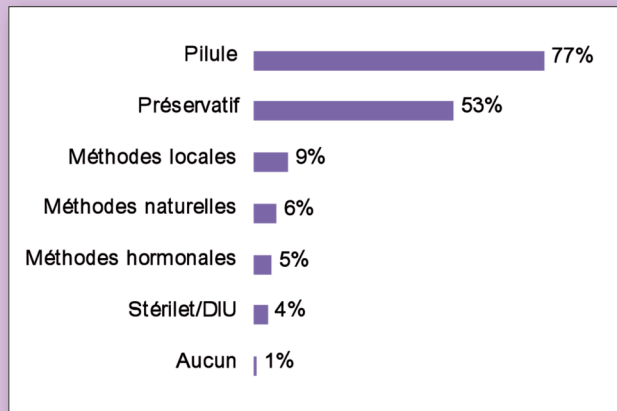 Pilule 77%
Préservatif 53%
Méthodes locales 9%
Méthodes naturelles 6%
Méthodes hormonales 5%
Stérilet/DIU 4%
Aucun 1%